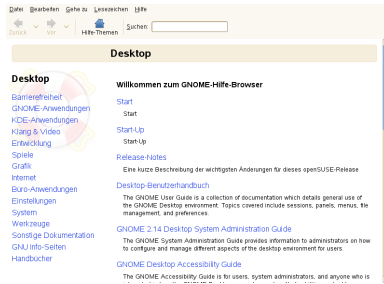 Datei Bearbeiten Gehe zu Lesezeichen Hilfe
Zurück Vor Hilfe-Themen Suchen:
Desktop
Desktop
Barrierefreiheit
GNOME-Anwendungen
KDE-Anwendungen
Klang & Video
Entwicklung
Spiele
Grafik
Internet
Büro-Anwendungen
Einstellungen
System
Werkzeuge
Sonstige Dokumentation
GNU Info-Seiten
Handbücher
Willkommen zum GNOME-Hilfe-Browser
Start
Start
Start-Up
Start-Up
Release-Notes
Eine kurze Beschreibung der wichtigsten Änderungen für dieses openSUSE-Release
Desktop-Benutzerhandbuch
The GNOME User Guide is a collection of documentation which details general use of
the GNOME Desktop environment. Topics covered include sessions, panels, menus, file
management, and preferences.
GNOME 2.14 Desktop System Administration Guide
The GNOME System Administration Guide provides information to administrators on how
to configure and manage different aspects of the desktop environment for users.
GNOME Desktop Accessibility Guide
The GNOME Accessibility Guide is for users, system administrators, and anyone who is